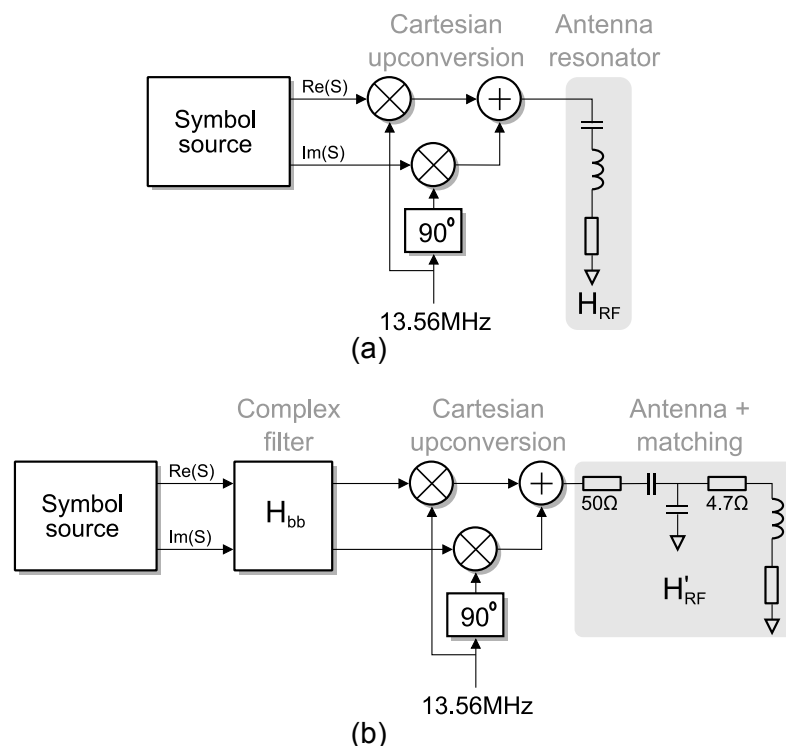 Cartesian
upconversion
Antenna
resonator
Symbol
source
Re(S)
Im(S)
90°
13.56MHz
H_RF
(a)
Complex
filter
Cartesian
upconversion
Antenna +
matching
Symbol
source
Re(S)
Im(S)
H_bb
50Ω
4.7Ω
90°
H'_RF
13.56MHz
(b)